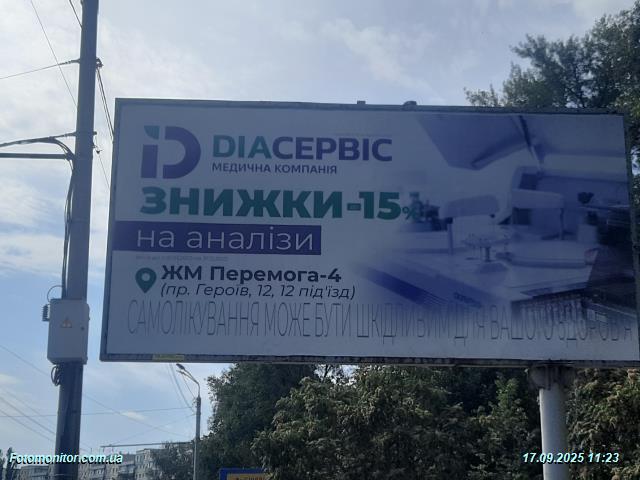 DIAСЕРВІС
МЕДИЧНА КОМПАНІЯ
ЗНИЖКИ-15%
на аналізи
ЖМ Перемога-4
(пр. Героїв, 12, 12 під'їзд)
САМОЛІКУВАННЯ МОЖЕ БУТИ ШКІДЛИВИМ ДЛЯ ВАШОГО ЗДОРОВ'Я
Fotomonitor.com.ua
17.09.2025 11:23